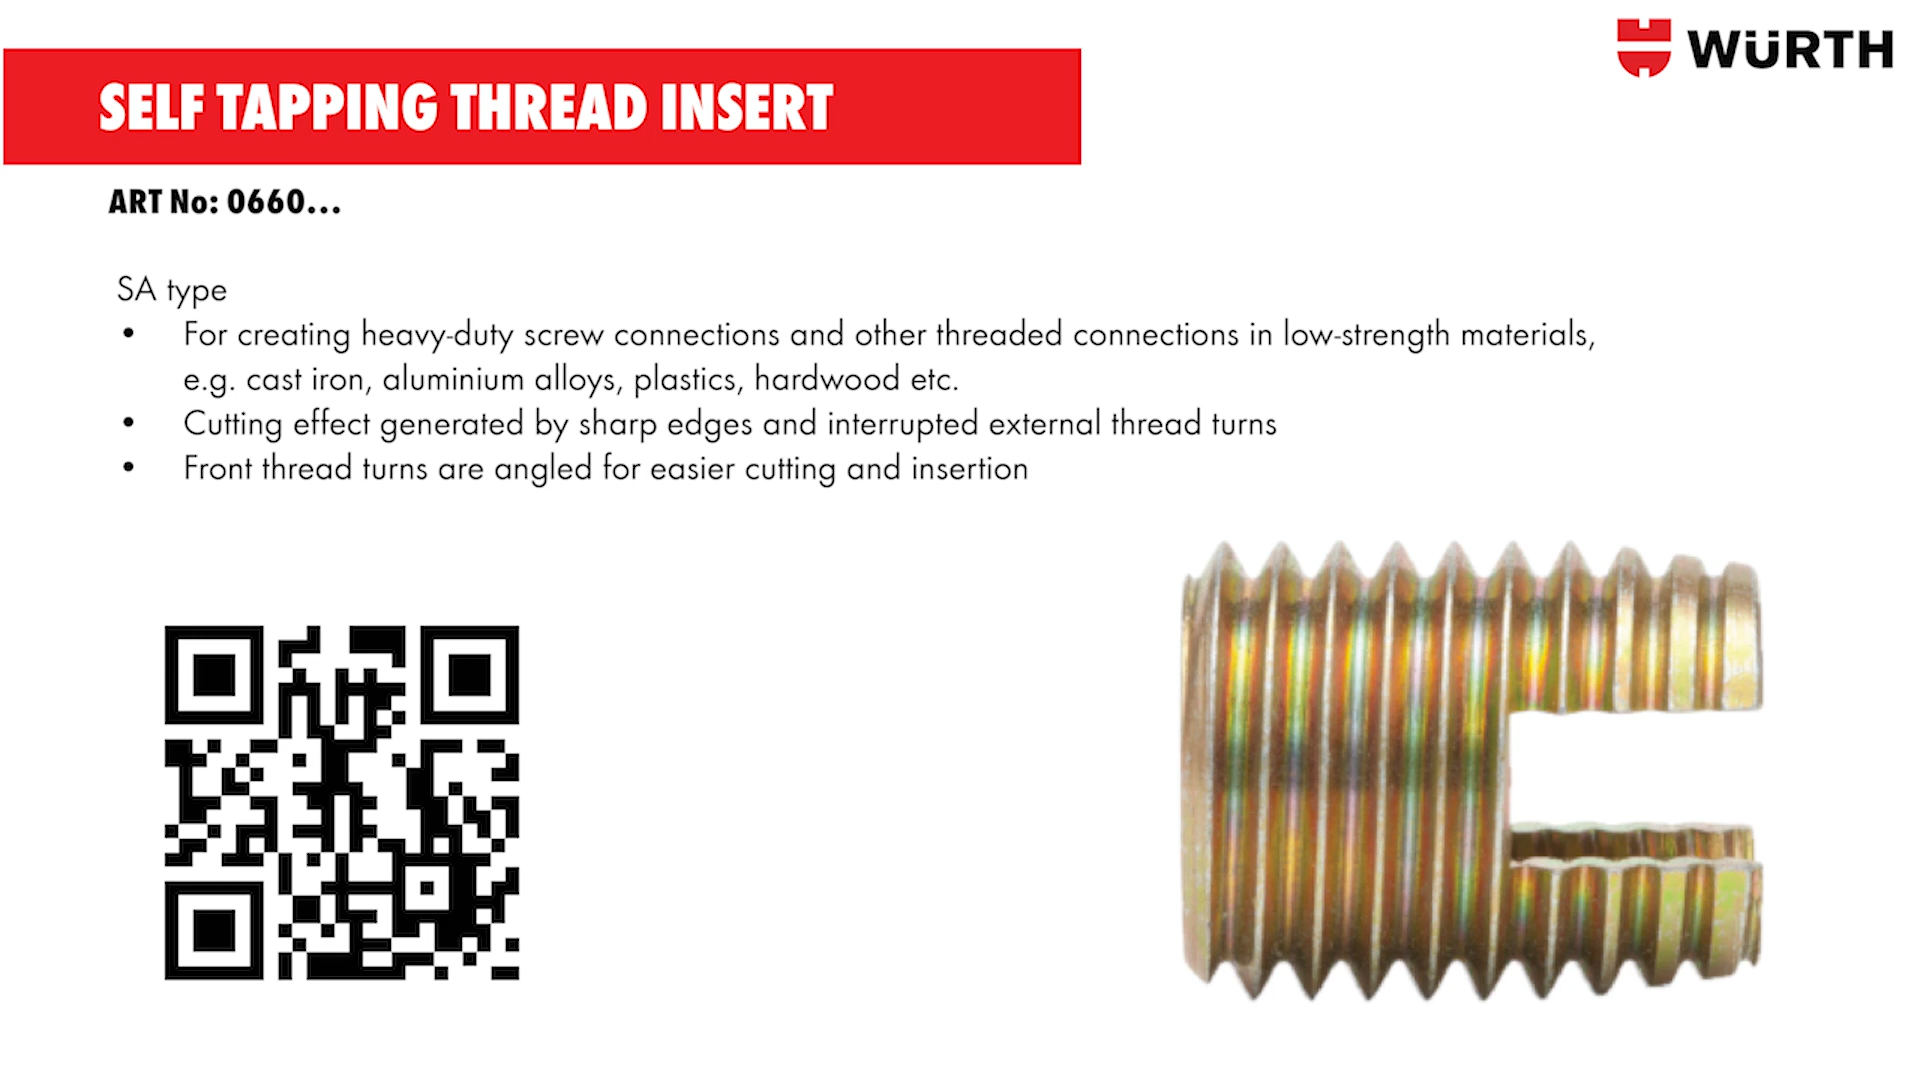 WÜRTH
SELF TAPPING THREAD INSERT
ART No: 0660...
SA type
• For creating heavy-duty screw connections and other threaded connections in low-strength materials,
e.g. cast iron, aluminium alloys, plastics, hardwood etc.
• Cutting effect generated by sharp edges and interrupted external thread turns
• Front thread turns are angled for easier cutting and insertion